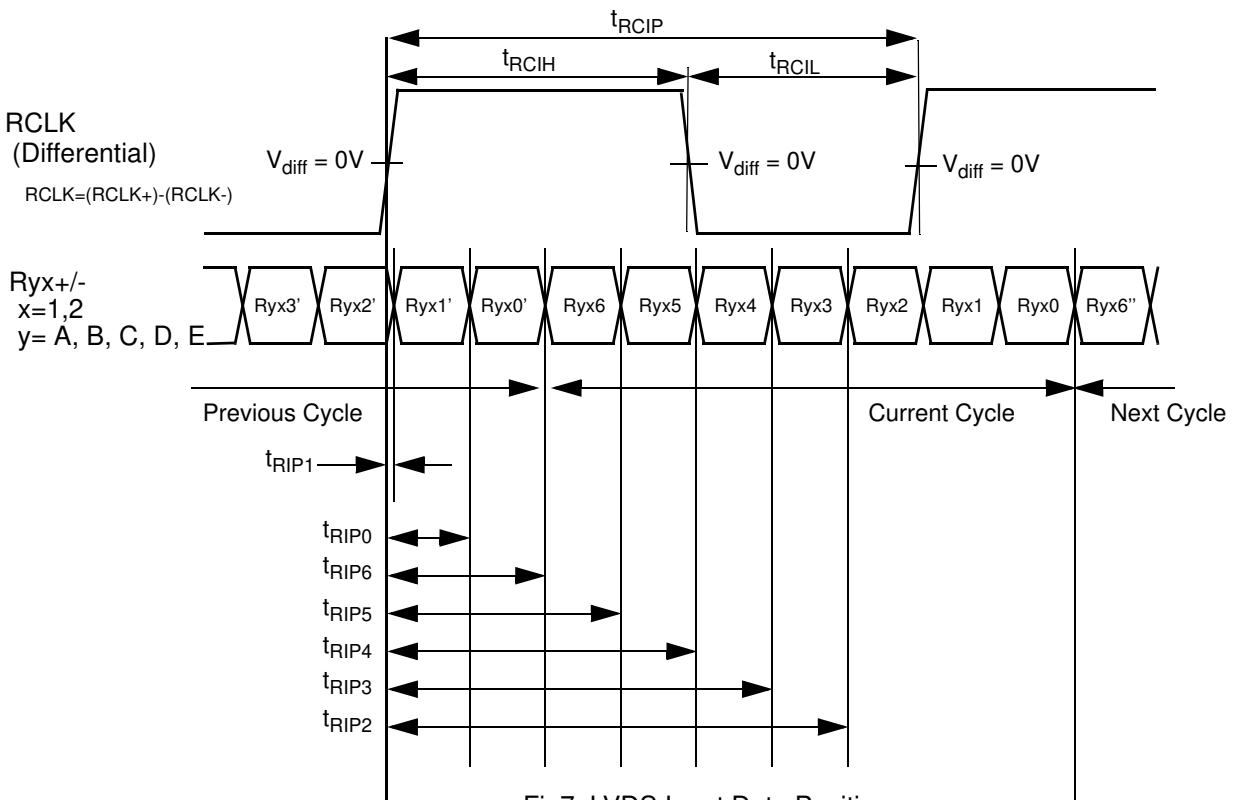 tRCIP
tRCIH
tRCIL
RCLK
(Differential)
RCLK=(RCLK+)-(RCLK-)
Vdiff = 0V
Vdiff = 0V
Vdiff = 0V
Ryx+/-
x=1,2
y= A, B, C, D, E
Ryx3' Ryx2' Ryx1' Ryx0' Ryx6 Ryx5 Ryx4 Ryx3 Ryx2 Ryx1 Ryx0 Ryx6''
Previous Cycle
Current Cycle
Next Cycle
tRIP1
tRIP0
tRIP6
tRIP5
tRIP4
tRIP3
tRIP2